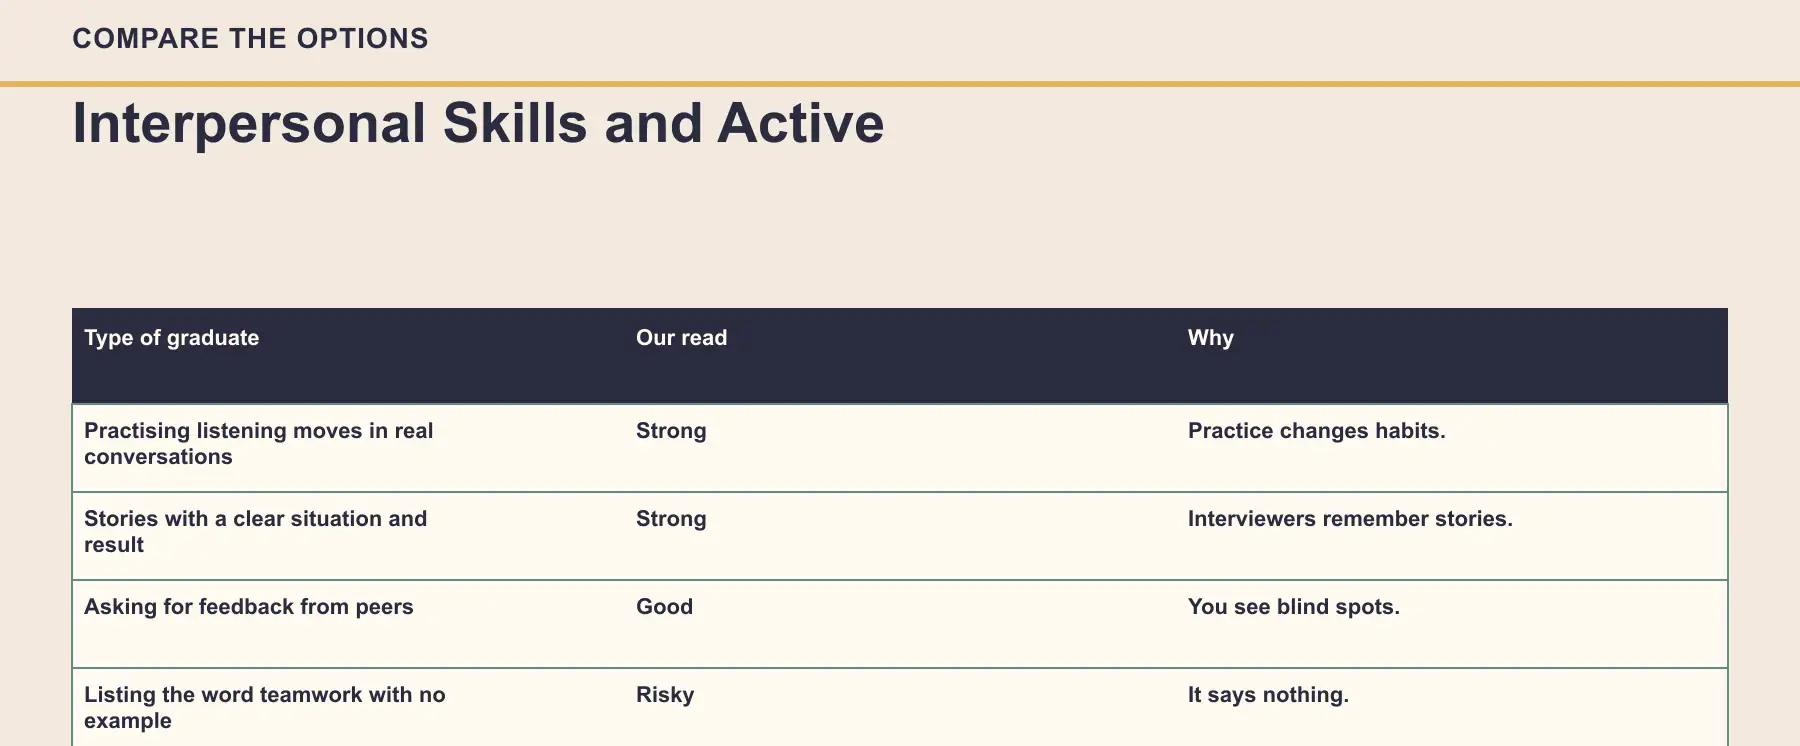 COMPARE THE OPTIONS
Interpersonal Skills and Active
Type of graduate Our read Why
Practising listening moves in real Strong Practice changes habits.
conversations
Stories with a clear situation and Strong Interviewers remember stories.
result
Asking for feedback from peers Good You see blind spots.
Listing the word teamwork with no Risky It says nothing.
example